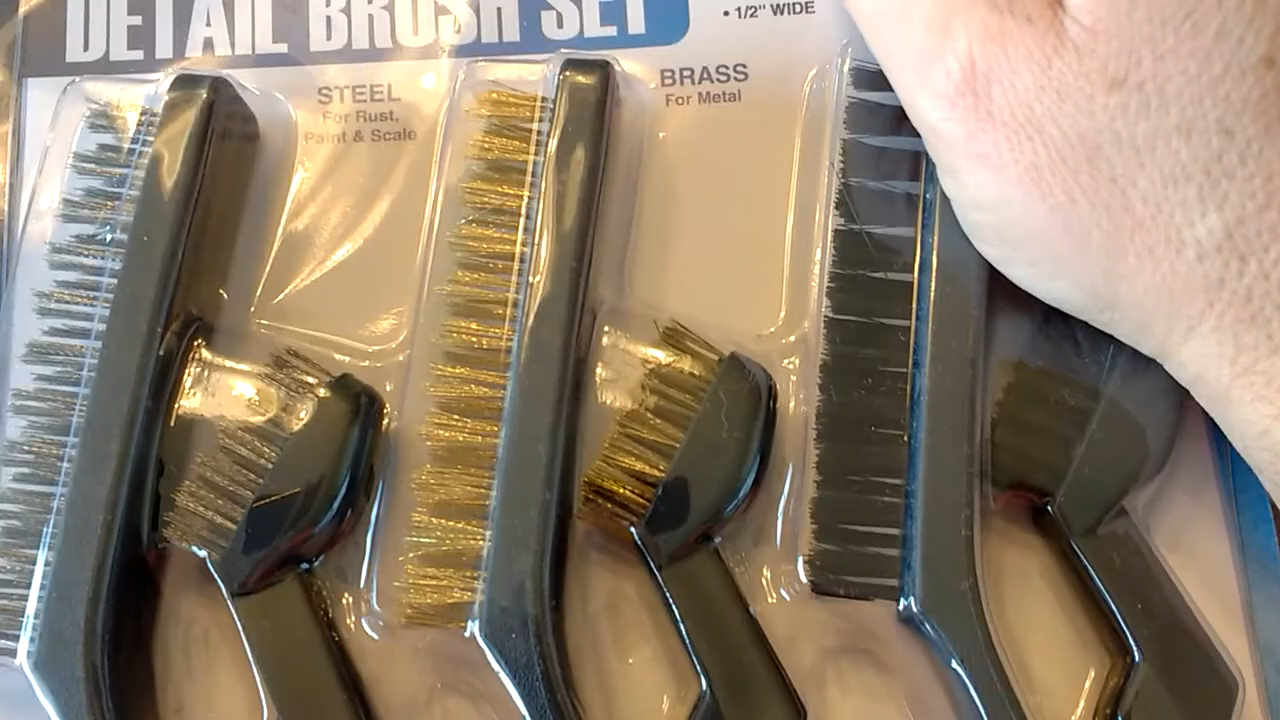 DETAIL BRUSH SET
• 1/2" WIDE
STEEL
For Rust,
Paint & Scale
BRASS
For Metal